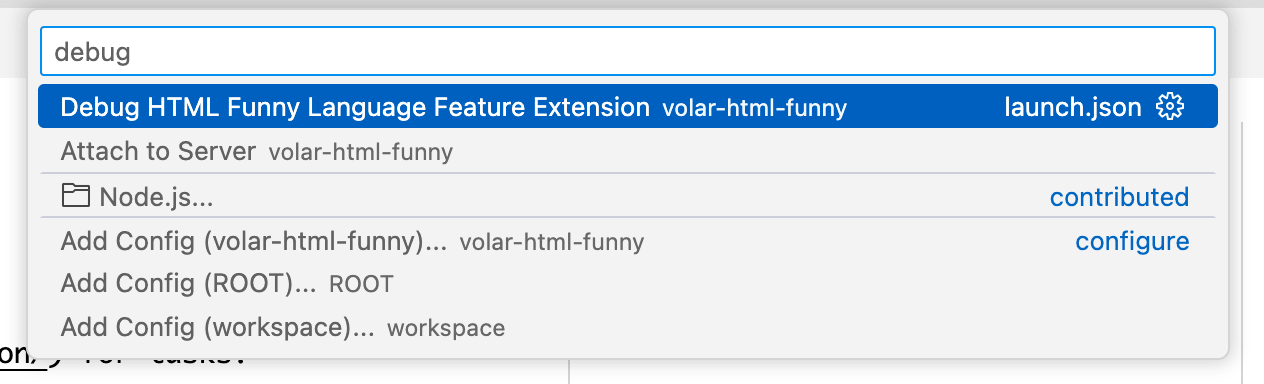 debug
Debug HTML Funny Language Feature Extension volar-html-funny launch.json
Attach to Server volar-html-funny
Node.js... contributed
Add Config (volar-html-funny)... volar-html-funny configure
Add Config (ROOT)... ROOT
Add Config (workspace)... workspace